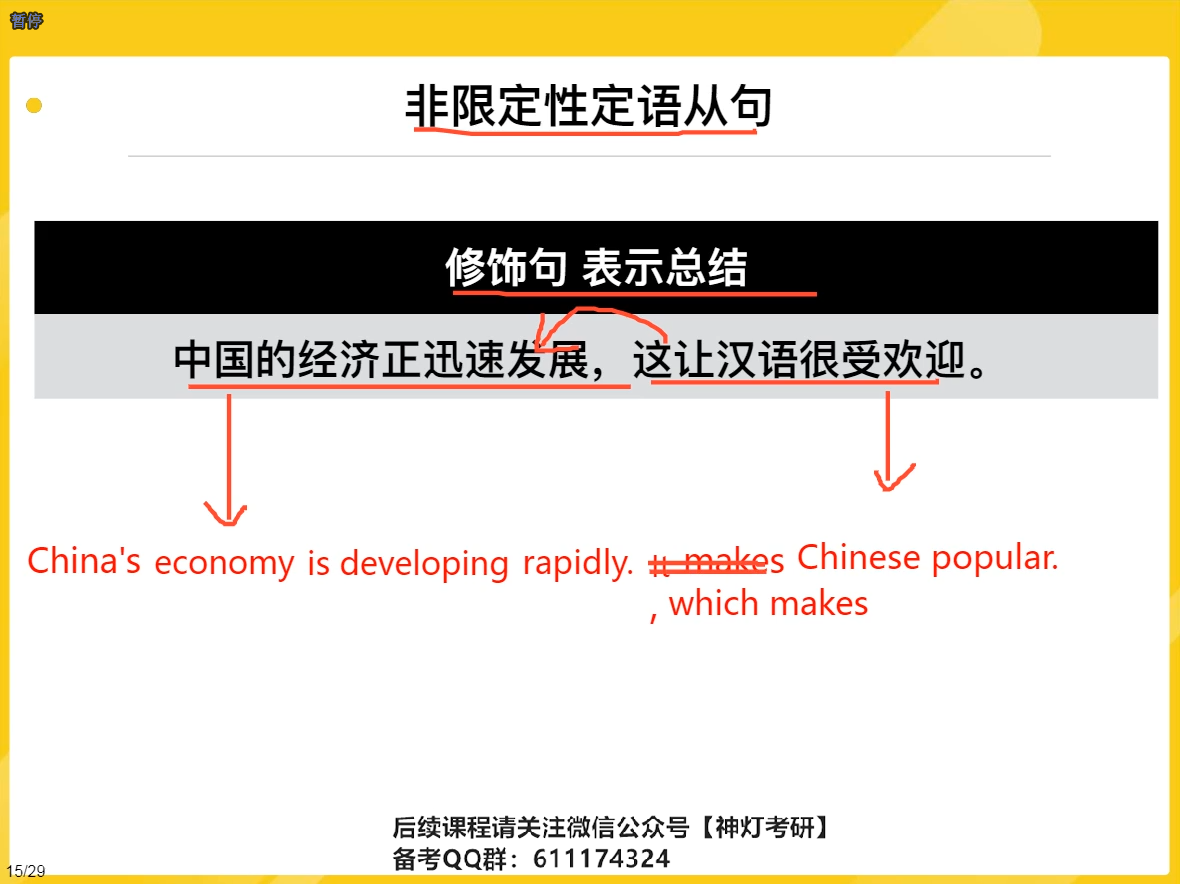 暂停
非限定性定语从句
修饰句 表示总结
中国的经济正迅速发展，这让汉语很受欢迎。
China's economy is developing rapidly. It makes Chinese popular.
, which makes
后续课程请关注微信公众号【神灯考研】
备考QQ群：611174324
15/29